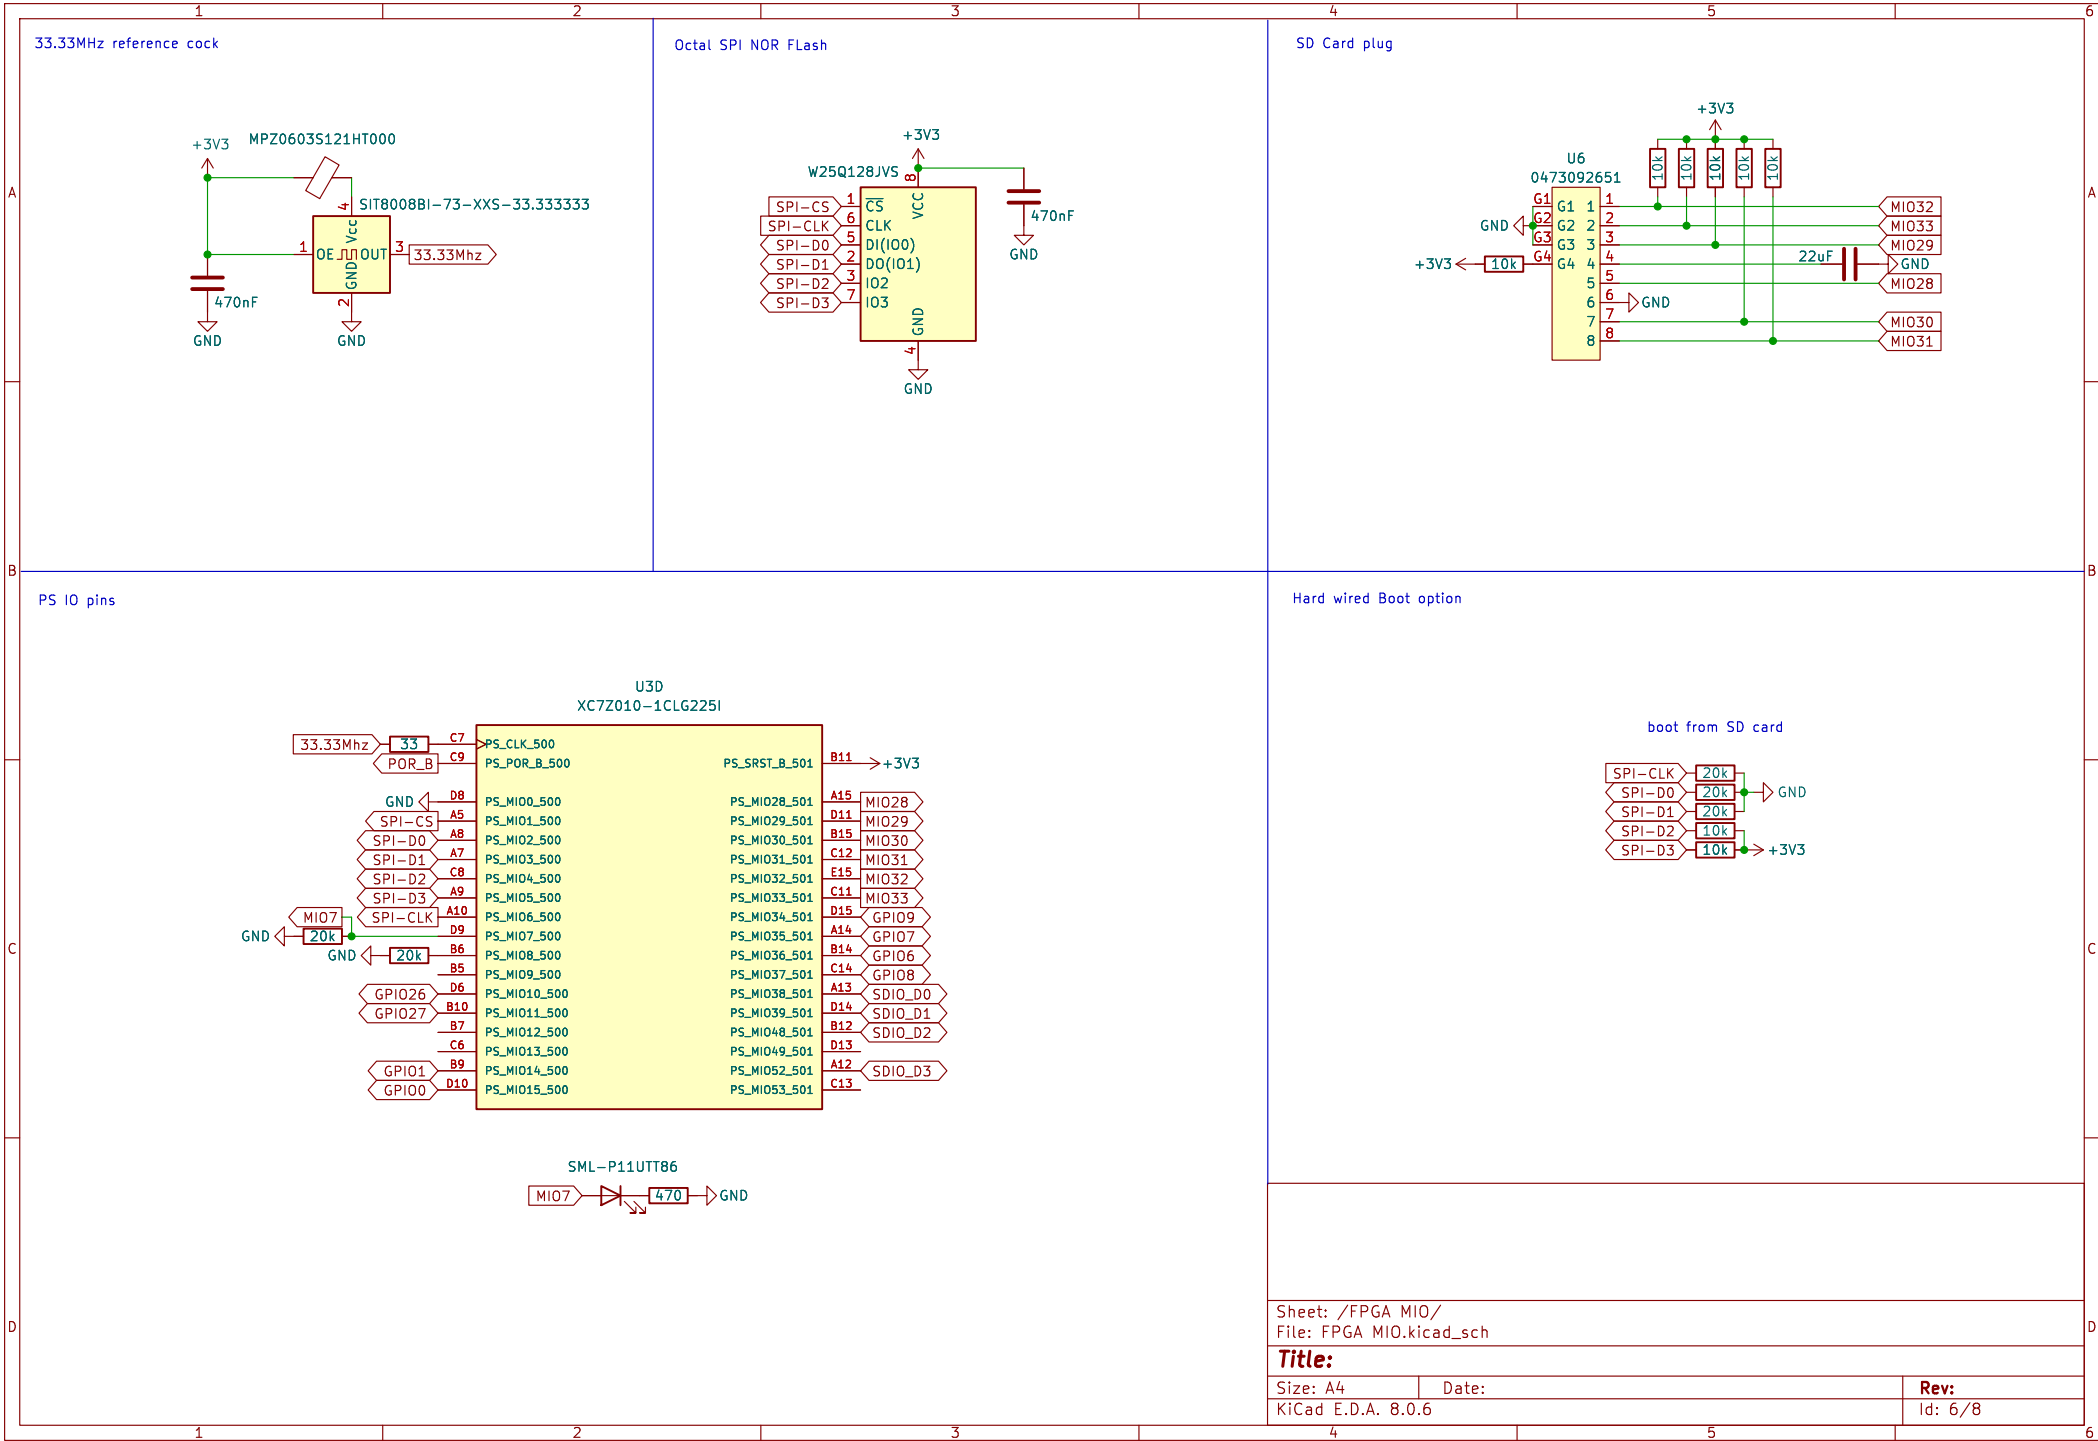 1 2 3 4 5 6
33.33MHz reference cock
+3V3
MPZ0603S121HT000
SIT8008BI-73-XXS-33.333333
4
Vcc
1 OE OUT 3 33.33Mhz
GND
2
470nF
GND
GND
Octal SPI NOR FLash
+3V3
W25Q128JVS
8
VCC
SPI-CS 1 CS
SPI-CLK 6 CLK
SPI-D0 5 DI(IO0)
SPI-D1 2 DO(IO1)
SPI-D2 3 IO2
SPI-D3 7 IO3
GND
4
GND
470nF
GND
SD Card plug
+3V3
10k 10k 10k 10k 10k
U6
0473092651
G1 G1 1 1 MIO32
GND G2 G2 2 2 MIO33
G3 G3 3 3 MIO29
+3V3 10k G4 G4 4 4 22uF GND
5 5 MIO28
6 6 GND
7 7 MIO30
8 8 MIO31
A A
B B
PS IO pins
U3D
XC7Z010-1CLG225I
33.33Mhz 33 C7 PS_CLK_500
POR_B C9 PS_POR_B_500
GND D8 PS_MIO0_500
SPI-CS A5 PS_MIO1_500
SPI-D0 A8 PS_MIO2_500
SPI-D1 A7 PS_MIO3_500
SPI-D2 C8 PS_MIO4_500
SPI-D3 A9 PS_MIO5_500
MIO7 SPI-CLK A10 PS_MIO6_500
GND 20k D9 PS_MIO7_500
GND 20k B6 PS_MIO8_500
B5 PS_MIO9_500
GPIO26 D6 PS_MIO10_500
GPIO27 B10 PS_MIO11_500
B7 PS_MIO12_500
C6 PS_MIO13_500
GPIO1 B9 PS_MIO14_500
GPIO0 D10 PS_MIO15_500
PS_SRST_B_501 B11 +3V3
PS_MIO28_501 A15 MIO28
PS_MIO29_501 D11 MIO29
PS_MIO30_501 B15 MIO30
PS_MIO31_501 C12 MIO31
PS_MIO32_501 E15 MIO32
PS_MIO33_501 C11 MIO33
PS_MIO34_501 D15 GPIO9
PS_MIO35_501 A14 GPIO7
PS_MIO36_501 B14 GPIO6
PS_MIO37_501 C14 GPIO8
PS_MIO38_501 A13 SDIO_D0
PS_MIO39_501 D14 SDIO_D1
PS_MIO48_501 B12 SDIO_D2
PS_MIO49_501 D13
PS_MIO52_501 A12 SDIO_D3
PS_MIO53_501 C13
SML-P11UTT86
MIO7 470 GND
Hard wired Boot option
boot from SD card
SPI-CLK 20k
SPI-D0 20k GND
SPI-D1 20k
SPI-D2 10k
SPI-D3 10k +3V3
C C
D D
Sheet: /FPGA MIO/
File: FPGA MIO.kicad_sch
Title:
Size: A4 Date: Rev:
KiCad E.D.A. 8.0.6 Id: 6/8
1 2 3 4 5 6